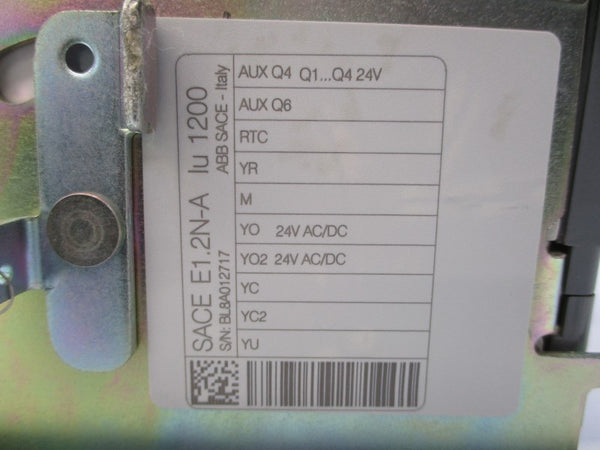 SACE E1.2N-A Iu 1200
S/N: BL8A012717 ABB SACE - Italy
AUX Q4 Q1...Q4 24V
AUX Q6
RTC
YR
M
YO 24V AC/DC
YO2 24V AC/DC
YC
YC2
YU